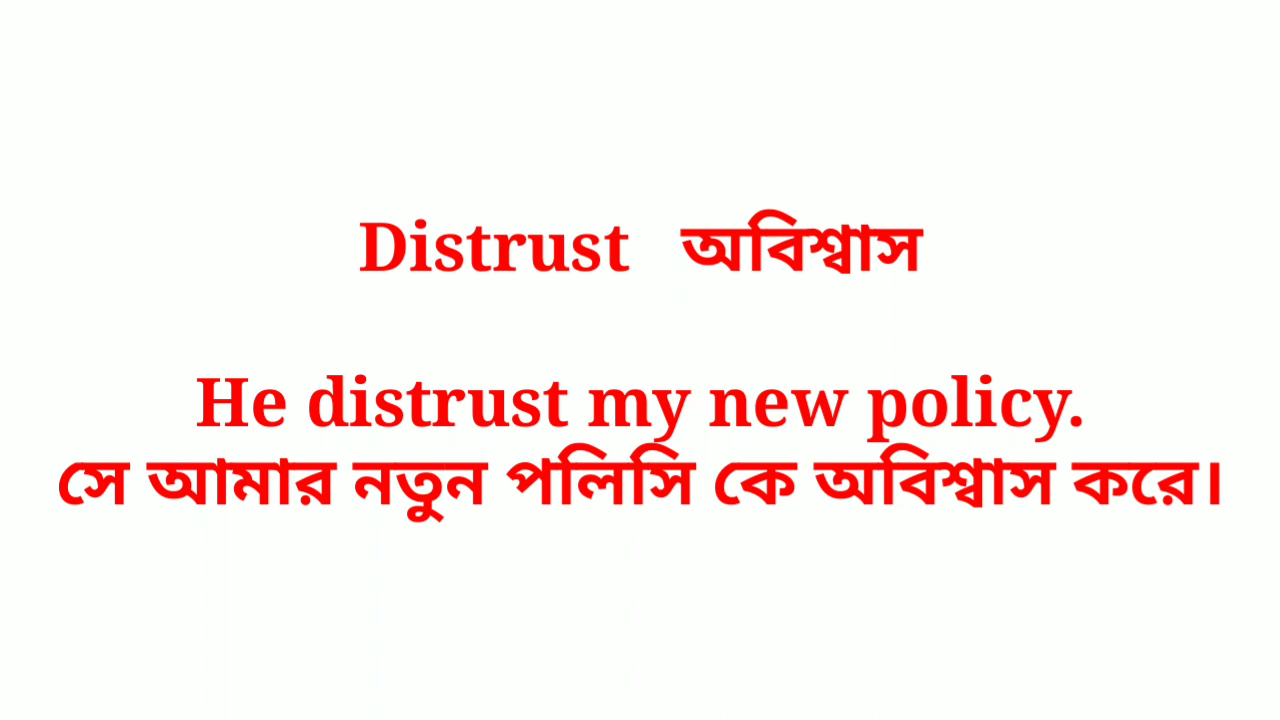 Distrust অবিশ্বাস
He distrust my new policy.
সে আমার নতুন পলিসি কে অবিশ্বাস করে।